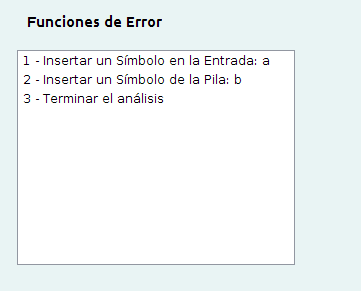 Funciones de Error
1 - Insertar un Símbolo en la Entrada: a
2 - Insertar un Símbolo de la Pila: b
3 - Terminar el análisis